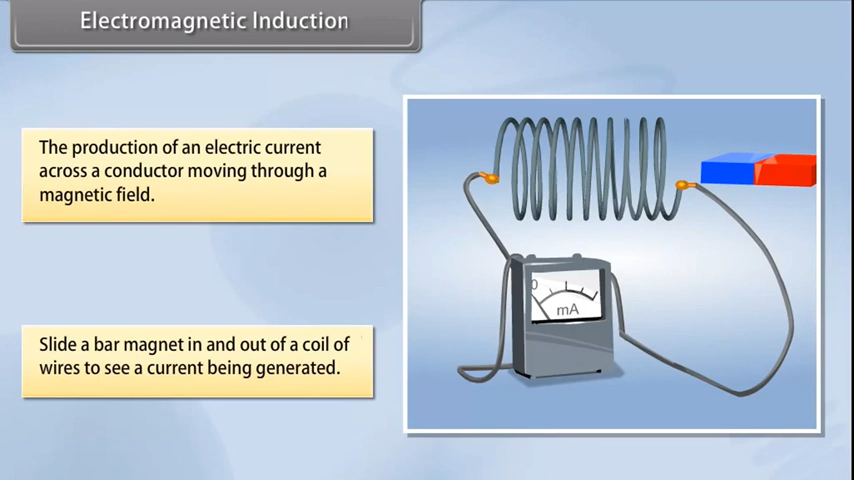 Electromagnetic Induction
The production of an electric current
across a conductor moving through a
magnetic field.
Slide a bar magnet in and out of a coil of
wires to see a current being generated.
0
mA